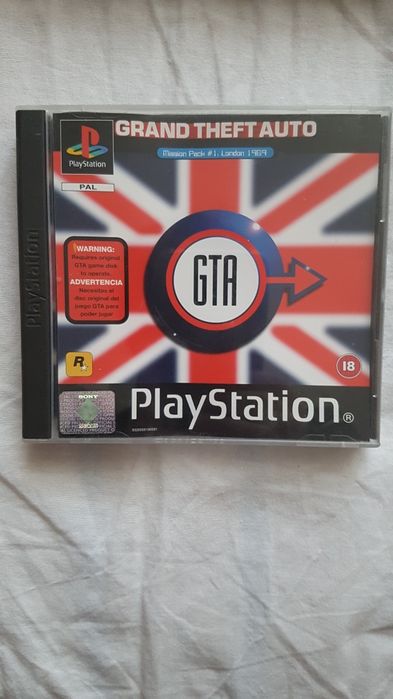 PlayStation
GRAND THEFT AUTO
Mission Pack #1. London 1969
PlayStation
PAL
WARNING:
Requires original
GTA game disk
to operate.
ADVERTENCIA
Necesitas el
disc original del
juego GTA para
poder jugar
GTA
R
18
SONY
PlayStation®